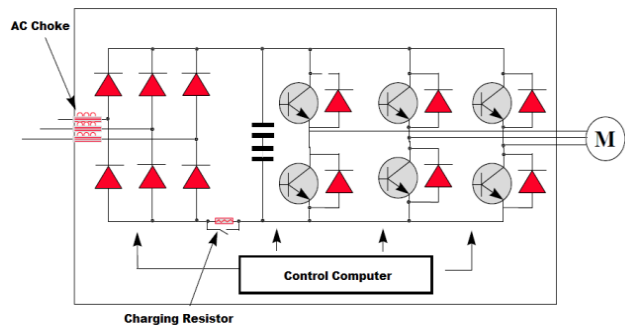 AC Choke
M
Control Computer
Charging Resistor